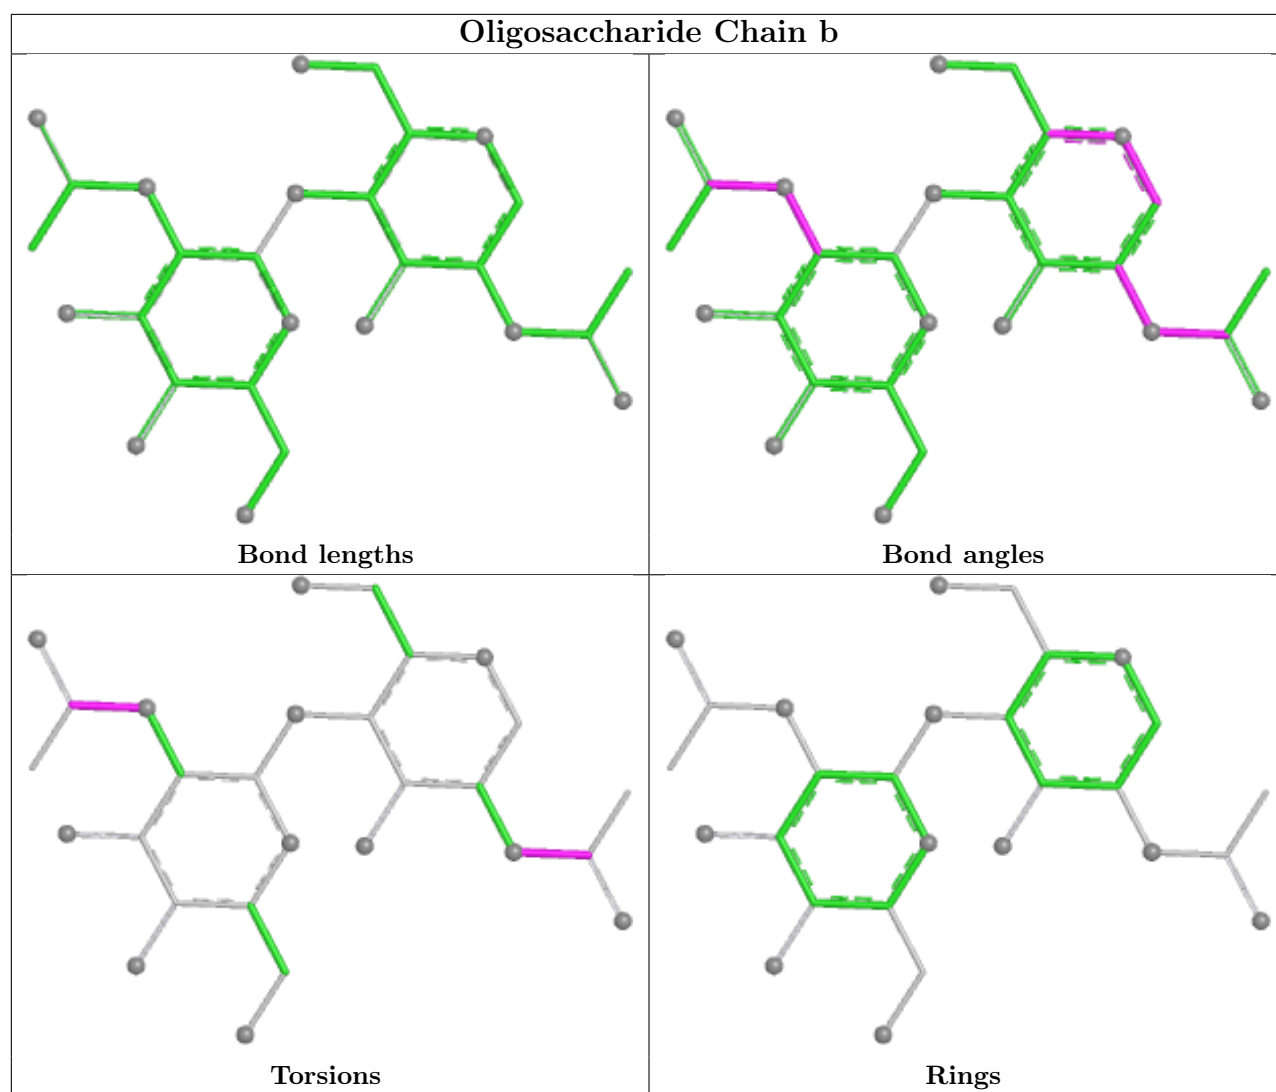 Oligosaccharide Chain b
Bond lengths
Bond angles
Torsions
Rings